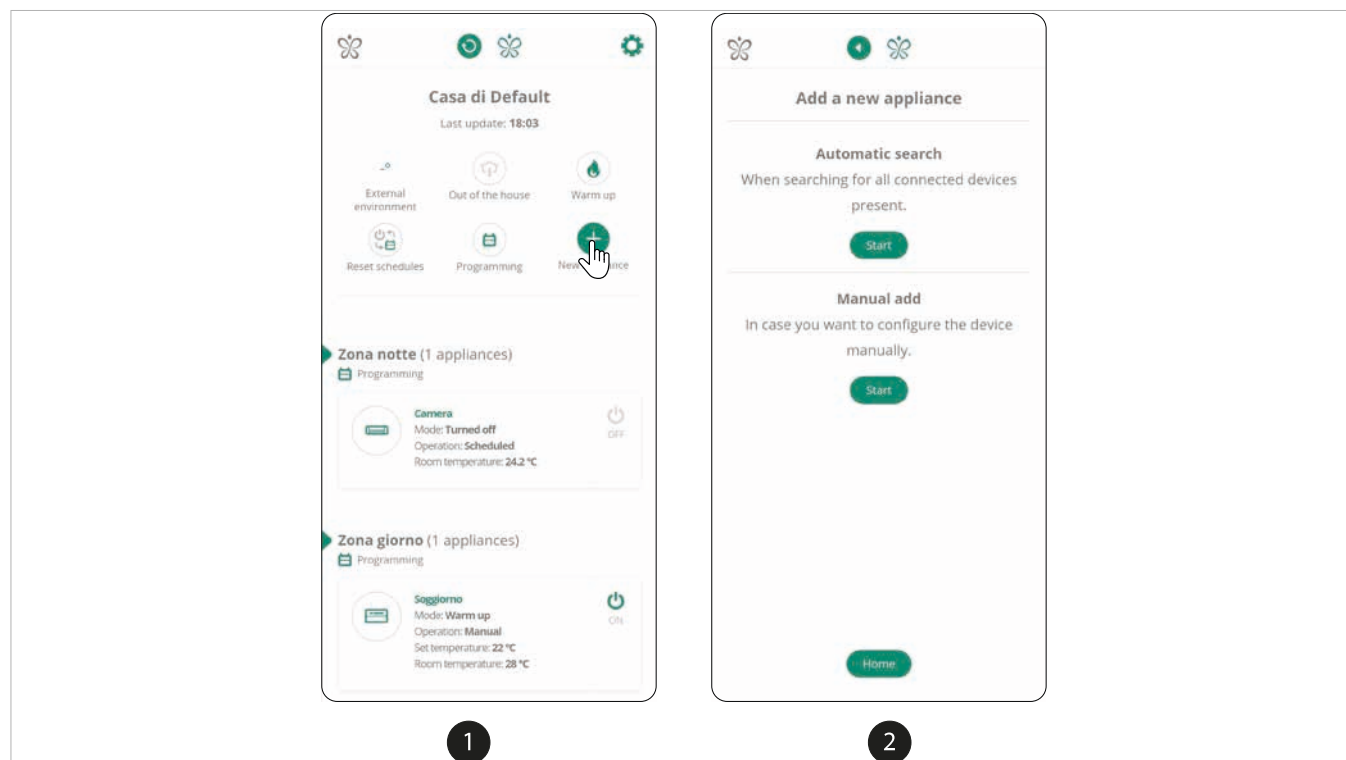 Casa di Default
Last update: 18:03
External
environment
Out of the house
Warm up
Reset schedules
Programming
New
nce
Zona notte (1 appliances)
Programming
Camera
Mode: Turned off
Operation: Scheduled
Room temperature: 24.2 °C
OFF
Zona giorno (1 appliances)
Programming
Soggiorno
Mode: Warm up
Operation: Manual
Set temperature: 22 °C
Room temperature: 28 °C
ON
1
Add a new appliance
Automatic search
When searching for all connected devices
present.
Start
Manual add
In case you want to configure the device
manually.
Start
Home
2